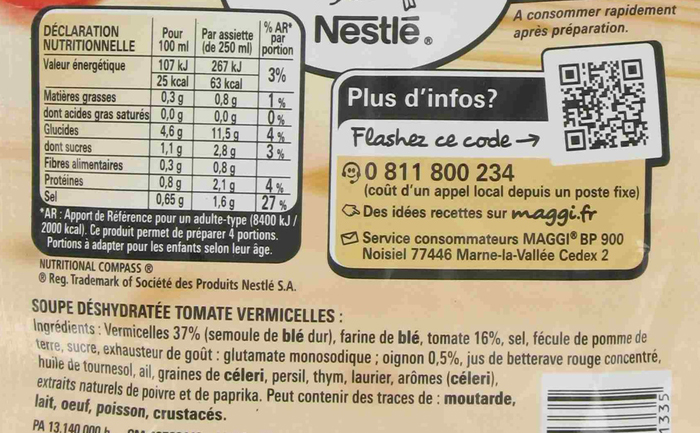 A consommer rapidement
après préparation.
Nestlé®
DÉCLARATION NUTRITIONNELLE Pour 100 ml Par assiette (de 250 ml) % AR* par portion
Valeur énergétique 107 kJ 267 kJ 3%
25 kcal 63 kcal
Matières grasses 0,3 g 0,8 g 1 %
dont acides gras saturés 0,0 g 0,0 g 0 %
Glucides 4,6 g 11,5 g 4 %
dont sucres 1,1 g 2,8 g 3 %
Fibres alimentaires 0,3 g 0,8 g
Protéines 0,8 g 2,1 g 4 %
Sel 0,65 g 1,6 g 27 %
*AR : Apport de Référence pour un adulte-type (8400 kJ /
2000 kcal). Ce produit permet de préparer 4 portions.
Portions à adapter pour les enfants selon leur âge.
NUTRITIONAL COMPASS ®
® Reg. Trademark of Société des Produits Nestlé S.A.
Plus d'infos?
Flashez ce code
0 811 800 234
(coût d'un appel local depuis un poste fixe)
Des idées recettes sur maggi.fr
Service consommateurs MAGGI® BP 900
Noisiel 77446 Marne-la-Vallée Cedex 2
SOUPE DÉSHYDRATÉE TOMATE VERMICELLES :
Ingrédients : Vermicelles 37% (semoule de blé dur), farine de blé, tomate 16%, sel, fécule de pomme de
terre, sucre, exhausteur de goût : glutamate monosodique ; oignon 0,5%, jus de betterave rouge concentré,
huile de tournesol, ail, graines de céleri, persil, thym, laurier, arômes (céleri),
extraits naturels de poivre et de paprika. Peut contenir des traces de : moutarde,
lait, oeuf, poisson, crustacés.
PA 13.140.000 h
1335